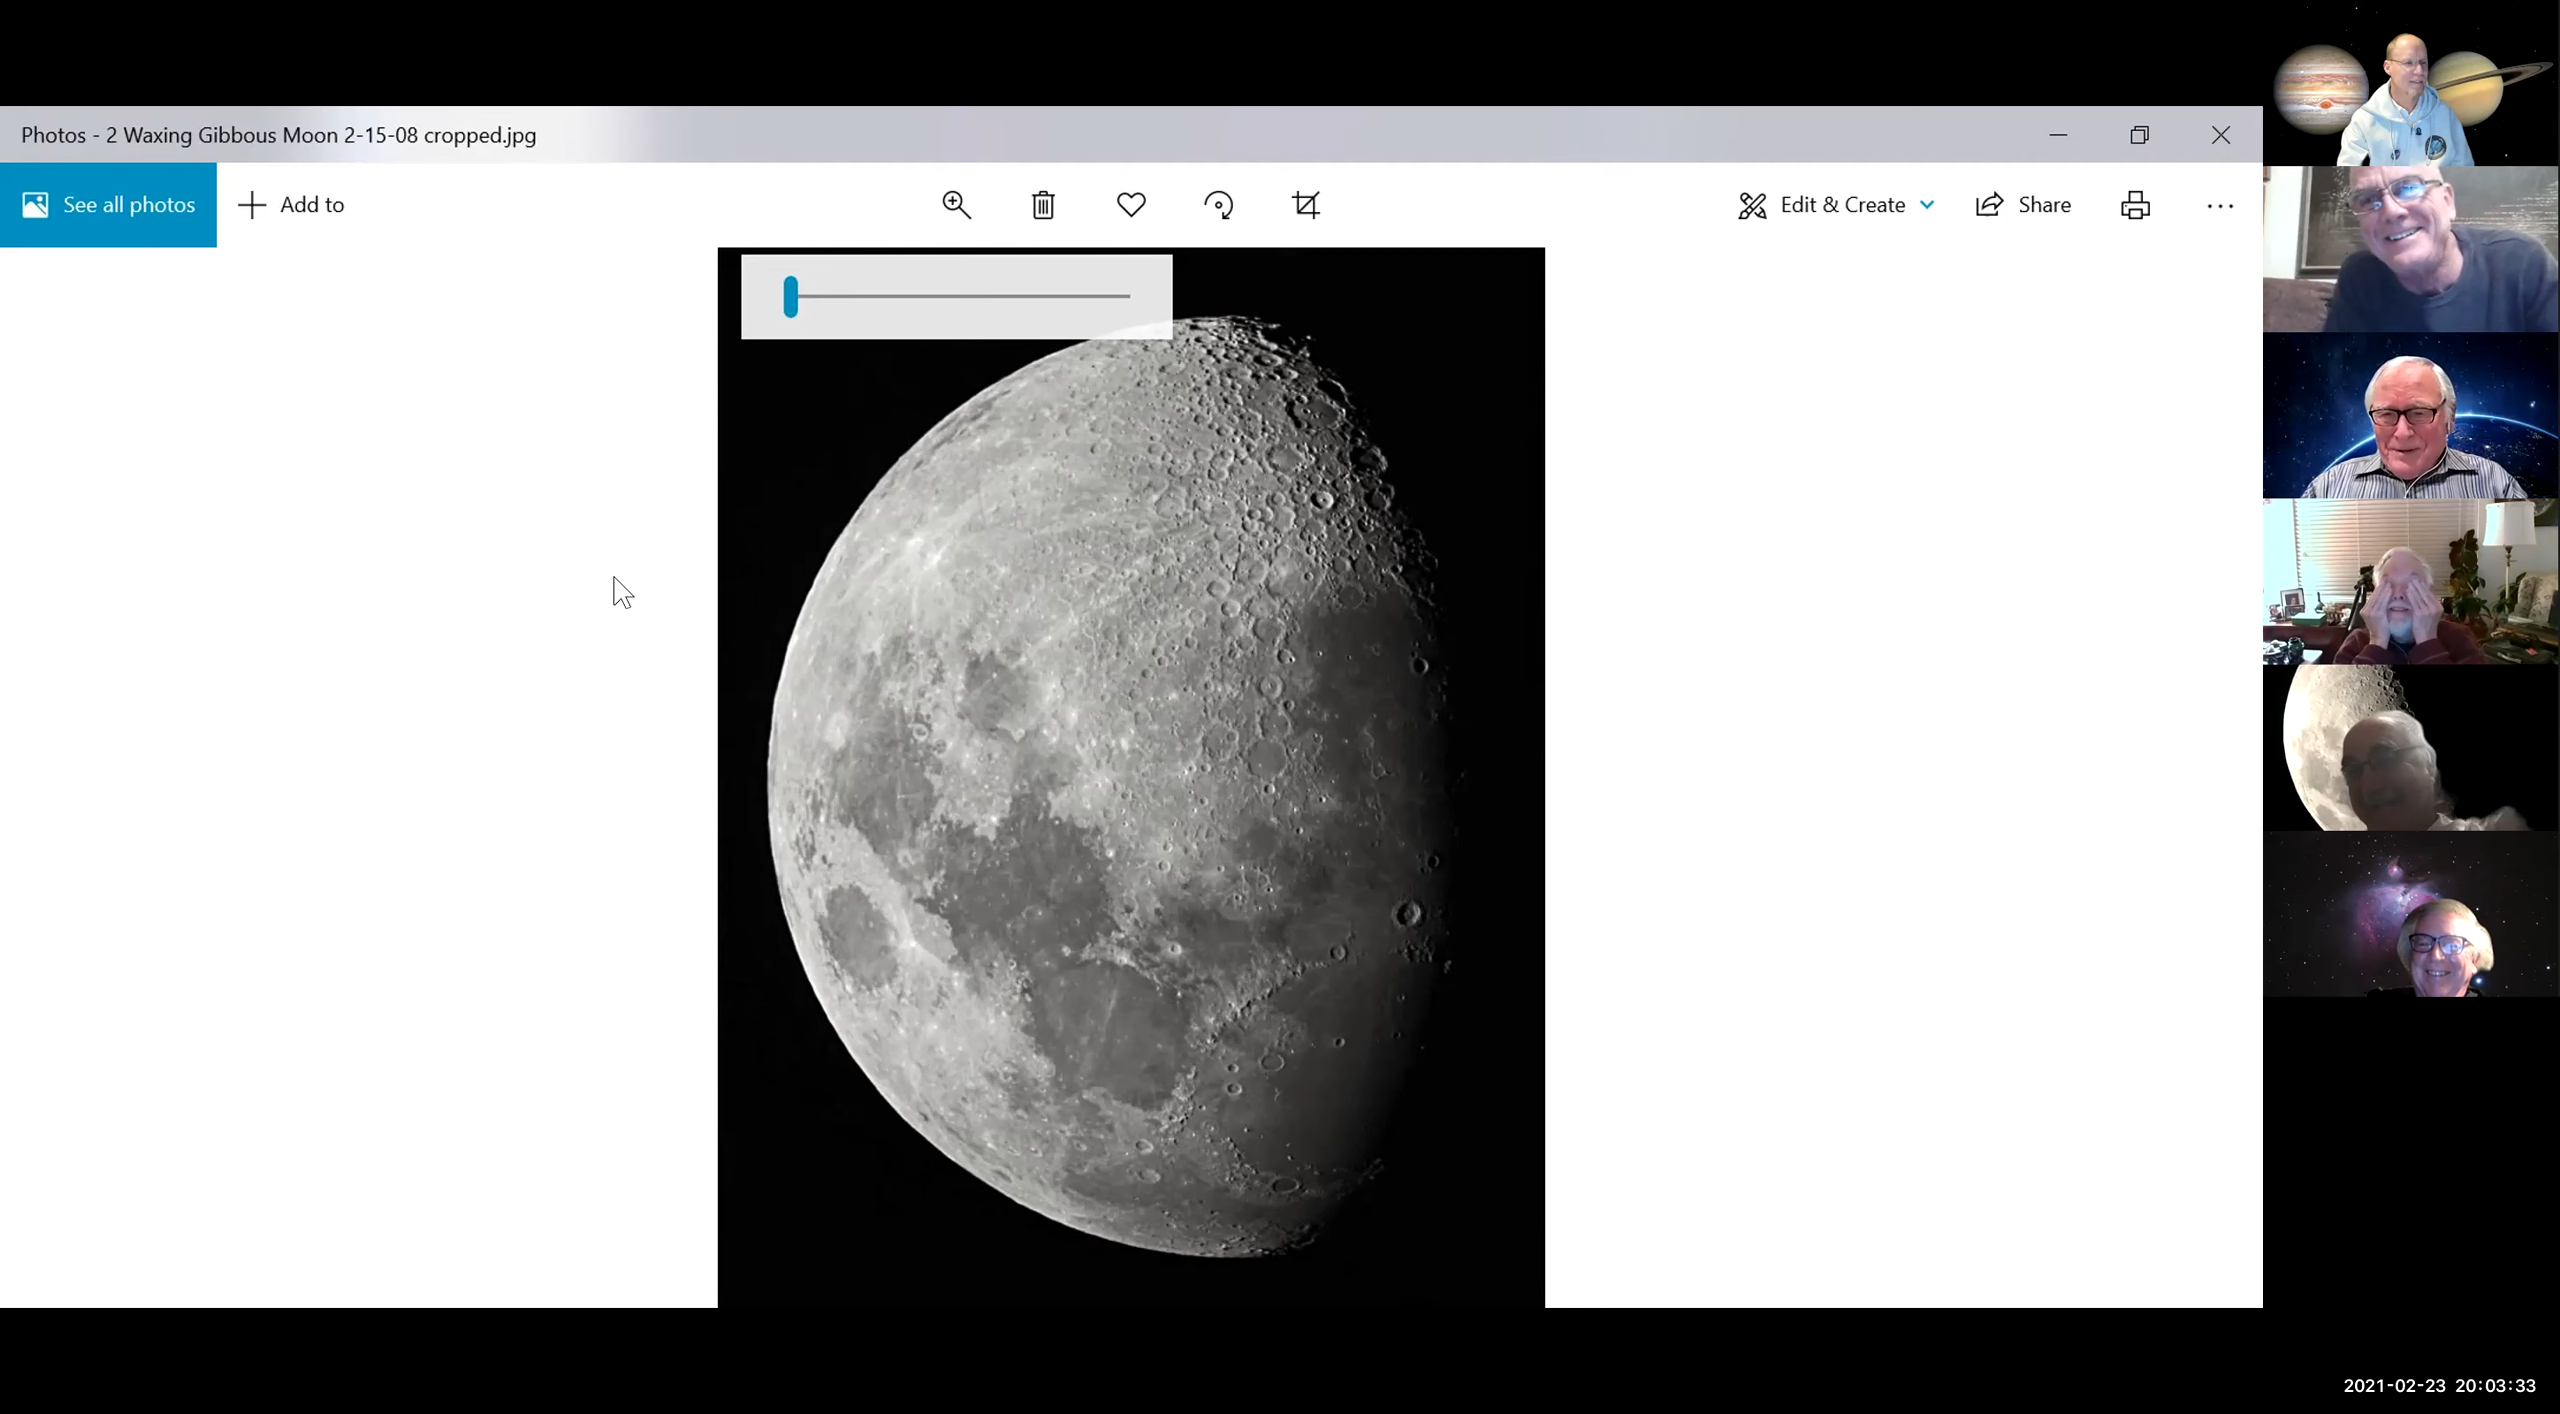 Photos - 2 Waxing Gibbous Moon 2-15-08 cropped.jpg
See all photos
Add to
Edit & Create
Share
2021-02-23 20:03:33